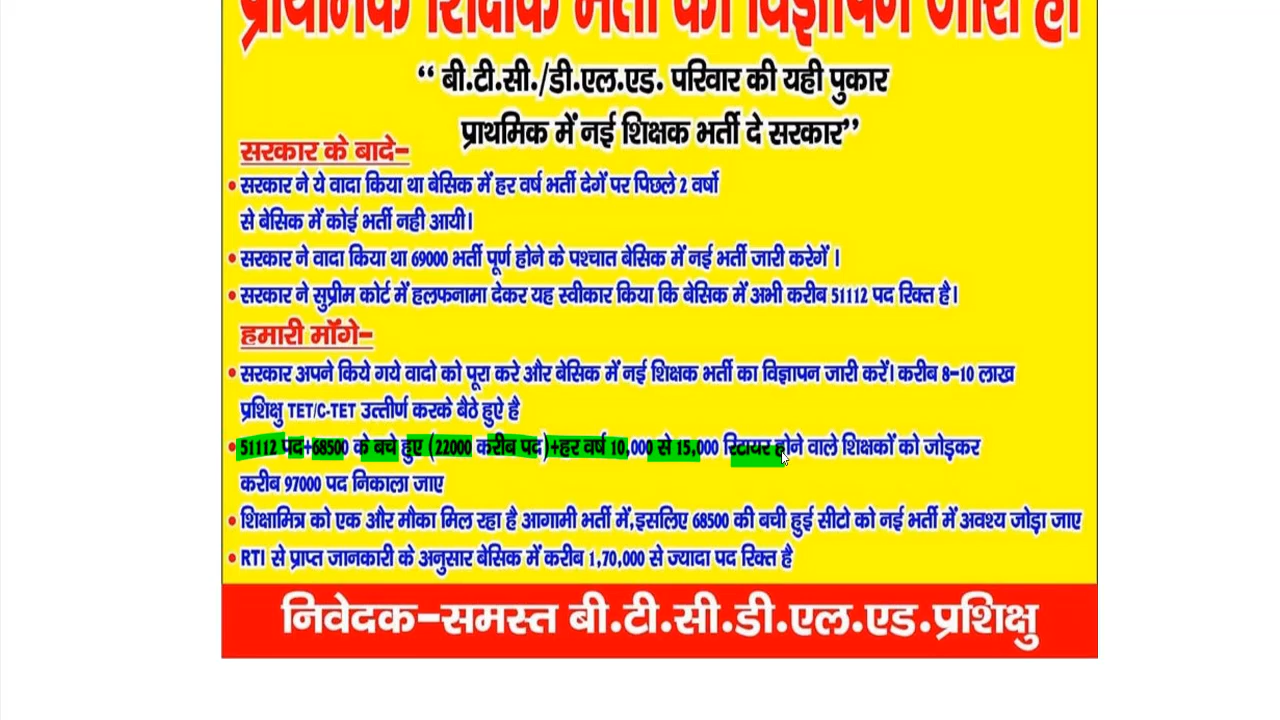 प्राथमिक शिक्षक भर्ती का विज्ञापन जारी हो
“ बी.टी.सी./डी.एल.एड. परिवार की यही पुकार
प्राथमिक में नई शिक्षक भर्ती दे सरकार”
सरकार के बादे-
• सरकार ने ये वादा किया था बेसिक में हर वर्ष भर्ती देगें पर पिछले 2 वर्षो
से बेसिक में कोई भर्ती नही आयी।
• सरकार ने वादा किया था 69000 भर्ती पूर्ण होने के पश्चात बेसिक में नई भर्ती जारी करेगें ।
• सरकार ने सुप्रीम कोर्ट में हलफनामा देकर यह स्वीकार किया कि बेसिक में अभी करीब 51112 पद रिक्त है।
हमारी मॉगे-
• सरकार अपने किये गये वादो को पूरा करे और बेसिक में नई शिक्षक भर्ती का विज्ञापन जारी करें। करीब 8-10 लाख
प्रशिक्षु TET/C-TET उत्तीर्ण करके बैठे हुऐ है
• 51112 पद+68500 के बचे हुए (22000 करीब पद)+हर वर्ष 10,000 से 15,000 रिटायर होने वाले शिक्षकों को जोड़कर
करीब 97000 पद निकाला जाए
• शिक्षामित्र को एक और मौका मिल रहा है आगामी भर्ती में,इसलिए 68500 की बची हुई सीटो को नई भर्ती में अवश्य जोड़ा जाए
• RTI से प्राप्त जानकारी के अनुसार बेसिक में करीब 1,70,000 से ज्यादा पद रिक्त है
निवेदक-समस्त बी.टी.सी.डी.एल.एड.प्रशिक्षु